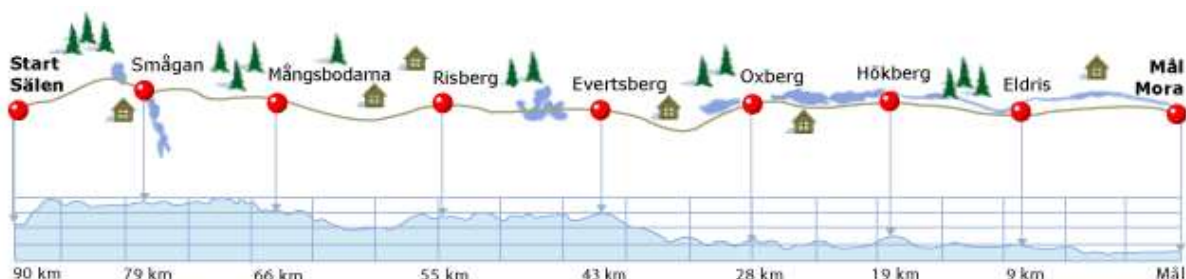 Start
Sälen
Smågan
Mångsbodarna
Risberg
Evertsberg
Oxberg
Hökberg
Eldris
Mål
Mora
90 km
79 km
66 km
55 km
43 km
28 km
19 km
9 km
Mål